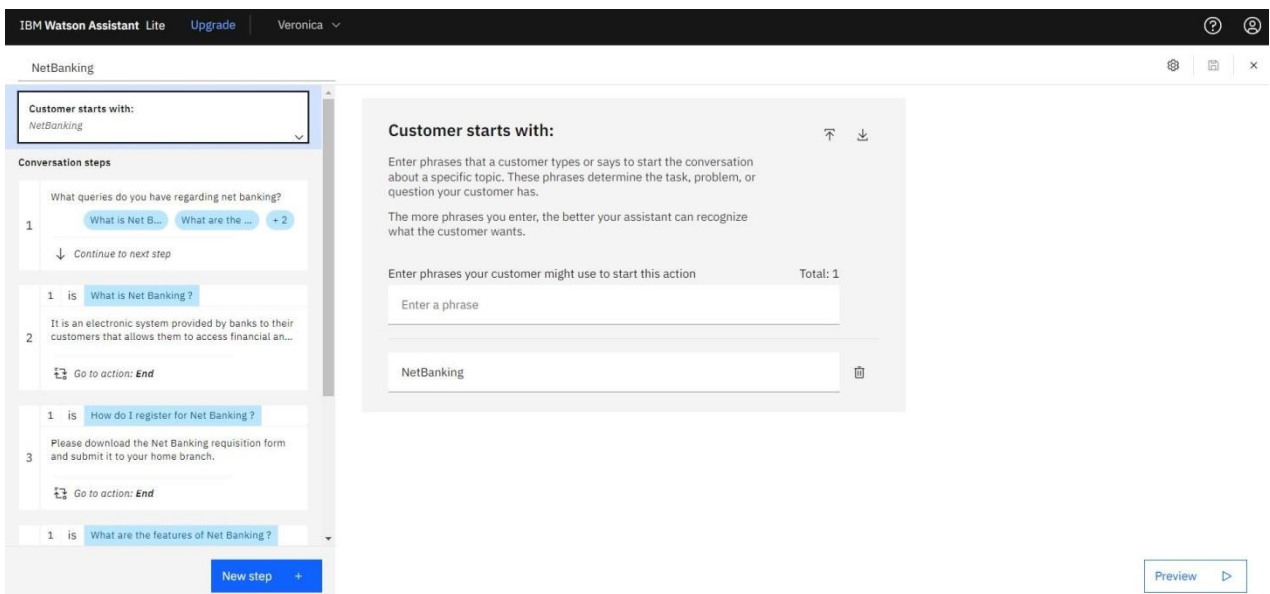 IBM Watson Assistant Lite Upgrade Veronica
NetBanking
Customer starts with:
NetBanking
Conversation steps
1
What queries do you have regarding net banking?
What is Net B... What are the ... + 2
Continue to next step
1 is What is Net Banking ?
2
It is an electronic system provided by banks to their
customers that allows them to access financial an...
Go to action: End
1 is How do I register for Net Banking ?
3
Please download the Net Banking requisition form
and submit it to your home branch.
Go to action: End
1 is What are the features of Net Banking ?
New step +
Customer starts with:
Enter phrases that a customer types or says to start the conversation
about a specific topic. These phrases determine the task, problem, or
question your customer has.
The more phrases you enter, the better your assistant can recognize
what the customer wants.
Enter phrases your customer might use to start this action Total: 1
Enter a phrase
NetBanking
Preview